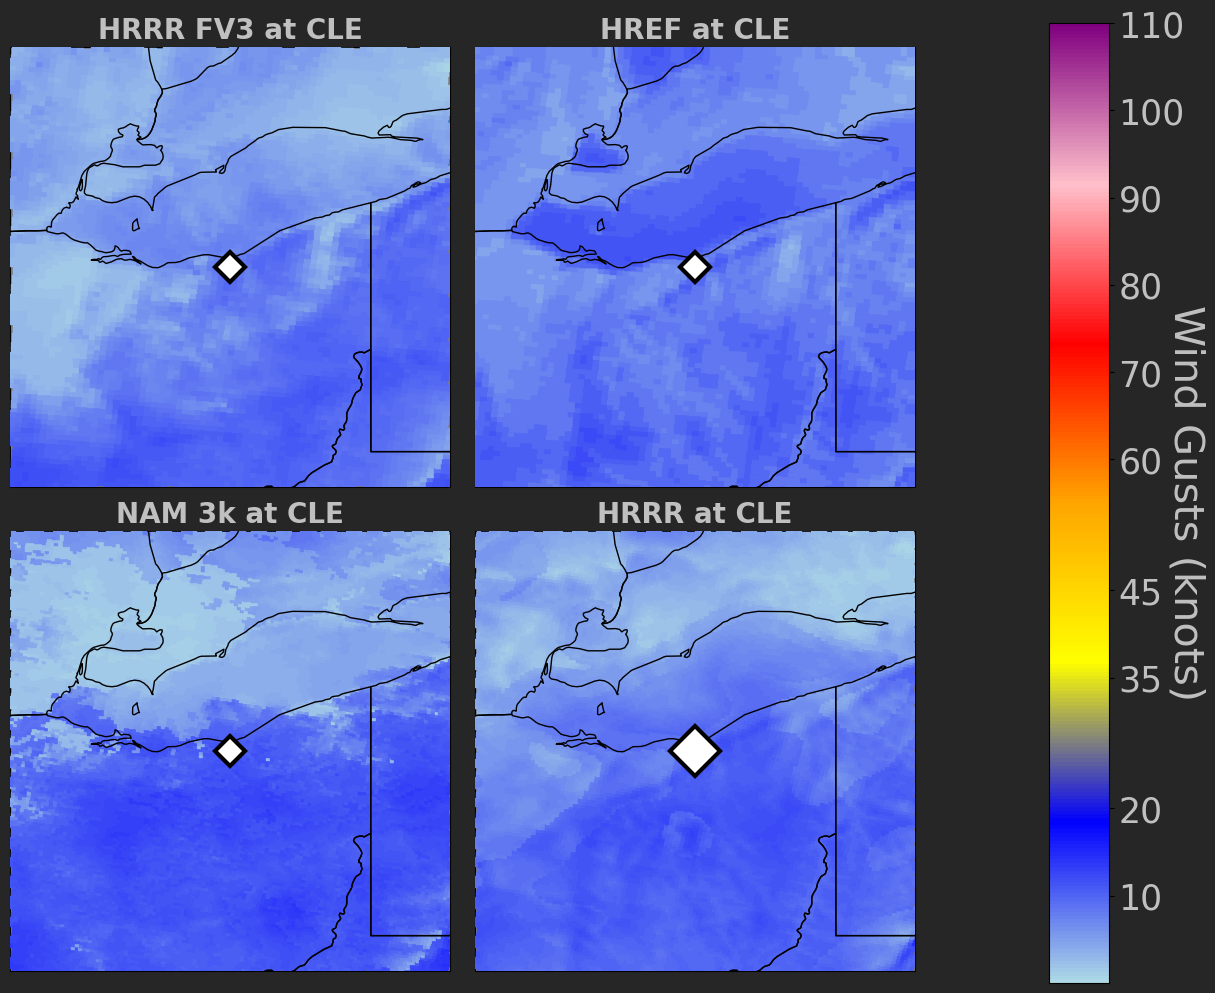 HRRR FV3 at CLE
HREF at CLE
NAM 3k at CLE
HRRR at CLE
110
100
90
80
70
60
45
35
20
10
Wind Gusts (knots)